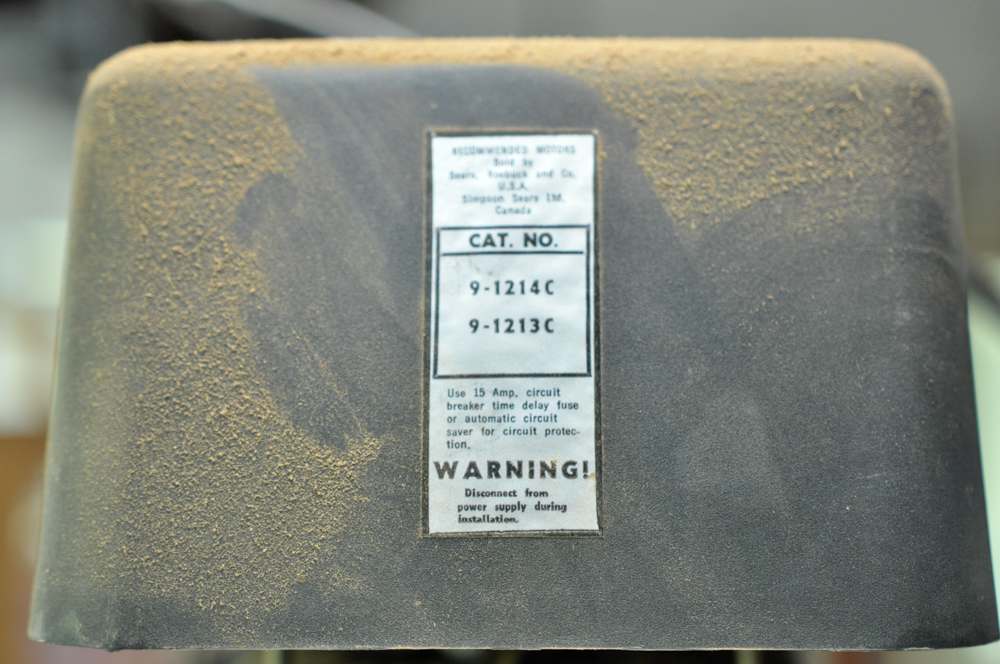 RECOMMENDED MOTORS
Sold by
Sears, Roebuck and Co.
U.S.A.
Simpson Sears Ltd.
Canada
CAT. NO.
9-1214C
9-1213C
Use 15 Amp. circuit
breaker time delay fuse
or automatic circuit
saver for circuit protec-
tion.
WARNING!
Disconnect from
power supply during
installation.